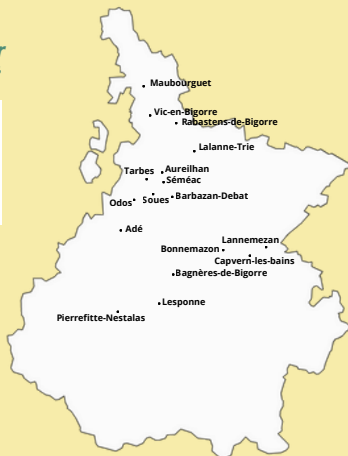 Maubourguet
Vic-en-Bigorre
Rabastens-de-Bigorre
Lalanne-Trie
Tarbes
Aureilhan
Séméac
Odos
Soues
Barbazan-Debat
Adé
Lannemezan
Bonnemazon
Capvern-les-bains
Bagnères-de-Bigorre
Lesponne
Pierrefitte-Nestalas